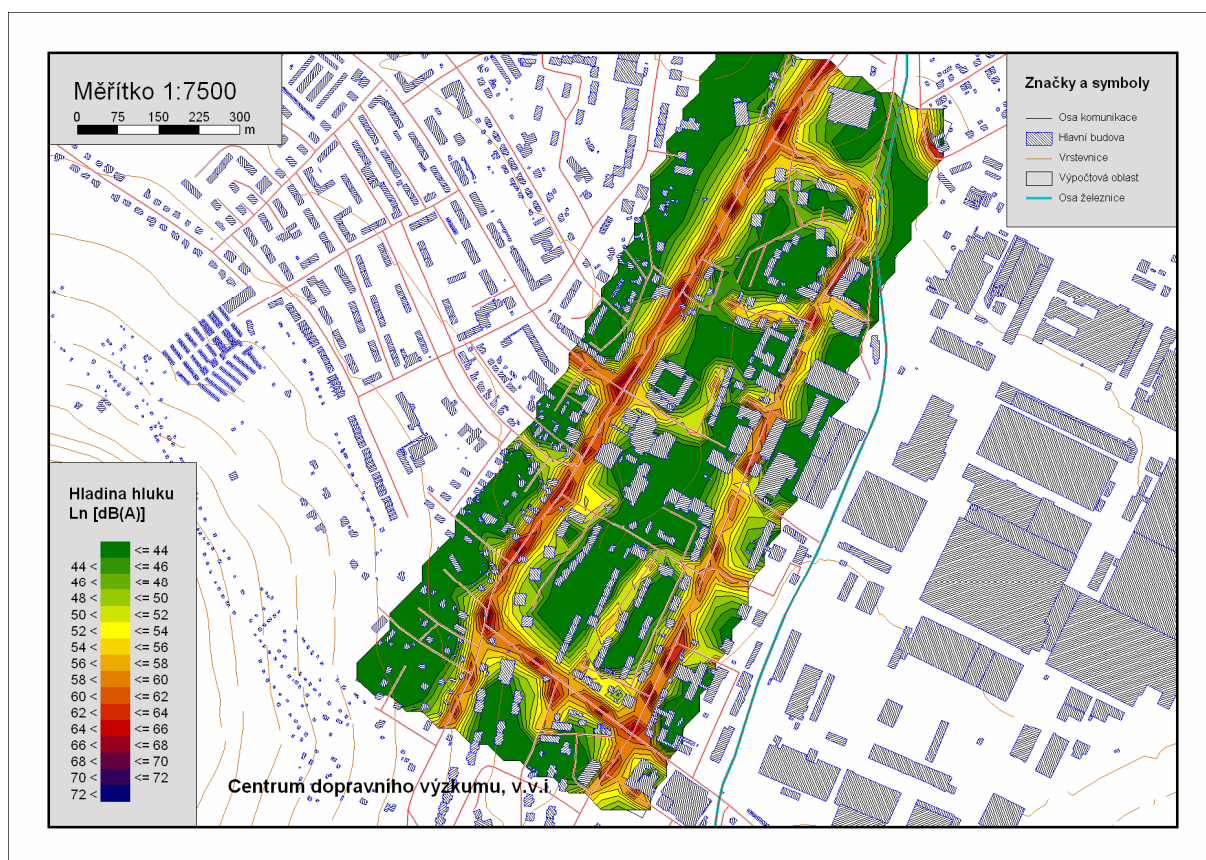 Měřítko 1:7500
0 75 150 225 300
m
Značky a symboly
Osa komunikace
Hlavní budova
Vrstevnice
Výpočtová oblast
Osa železnice
Hladina hluku
Ln [dB(A)]
<= 44
44 < <= 46
46 < <= 48
48 < <= 50
50 < <= 52
52 < <= 54
54 < <= 56
56 < <= 58
58 < <= 60
60 < <= 62
62 < <= 64
64 < <= 66
66 < <= 68
68 < <= 70
70 < <= 72
72 <
Centrum dopravního výzkumu, v.v.i